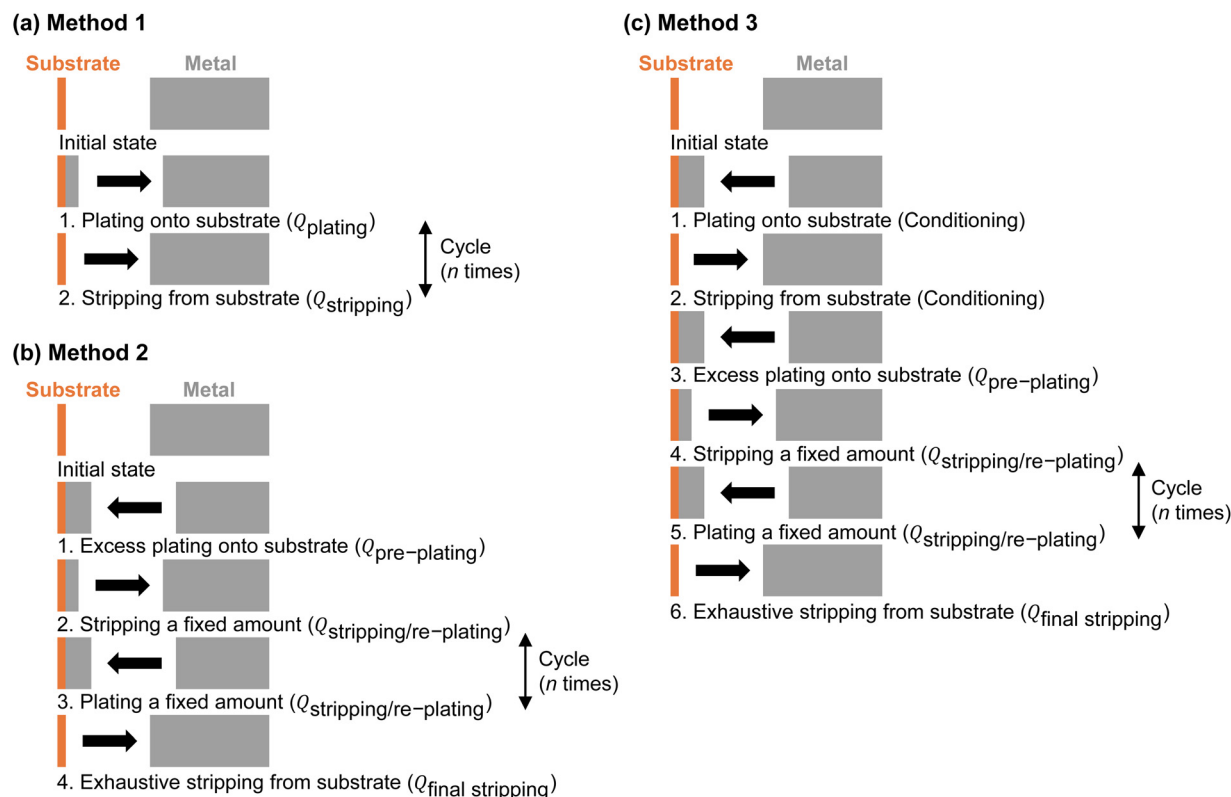 (a) Method 1
Substrate Metal
Initial state
1. Plating onto substrate (Qplating)
2. Stripping from substrate (Qstripping)
Cycle
(n times)
(b) Method 2
Substrate Metal
Initial state
1. Excess plating onto substrate (Qpre−plating)
2. Stripping a fixed amount (Qstripping/re−plating)
3. Plating a fixed amount (Qstripping/re−plating)
Cycle
(n times)
4. Exhaustive stripping from substrate (Qfinal stripping)
(c) Method 3
Substrate Metal
Initial state
1. Plating onto substrate (Conditioning)
2. Stripping from substrate (Conditioning)
3. Excess plating onto substrate (Qpre−plating)
4. Stripping a fixed amount (Qstripping/re−plating)
5. Plating a fixed amount (Qstripping/re−plating)
Cycle
(n times)
6. Exhaustive stripping from substrate (Qfinal stripping)